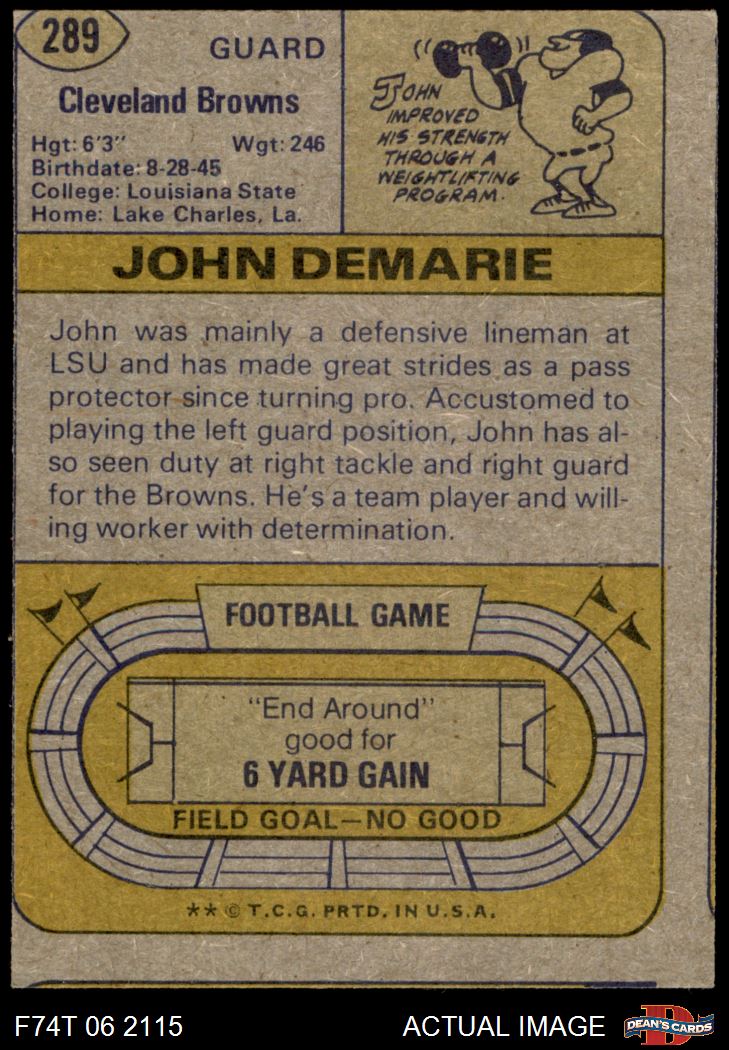 289
GUARD
Cleveland Browns
Hgt: 6'3" Wgt: 246
Birthdate: 8-28-45
College: Louisiana State
Home: Lake Charles, La.
JOHN
IMPROVED
HIS STRENGTH
THROUGH A
WEIGHTLIFTING
PROGRAM.
JOHN DEMARIE
John was mainly a defensive lineman at
LSU and has made great strides as a pass
protector since turning pro. Accustomed to
playing the left guard position, John has al-
so seen duty at right tackle and right guard
for the Browns. He's a team player and will-
ing worker with determination.
FOOTBALL GAME
"End Around"
good for
6 YARD GAIN
FIELD GOAL—NO GOOD
** © T.C.G. PRTD. IN U.S.A.
F74T 06 2115 ACTUAL IMAGE
D
DEAN'S CARDS